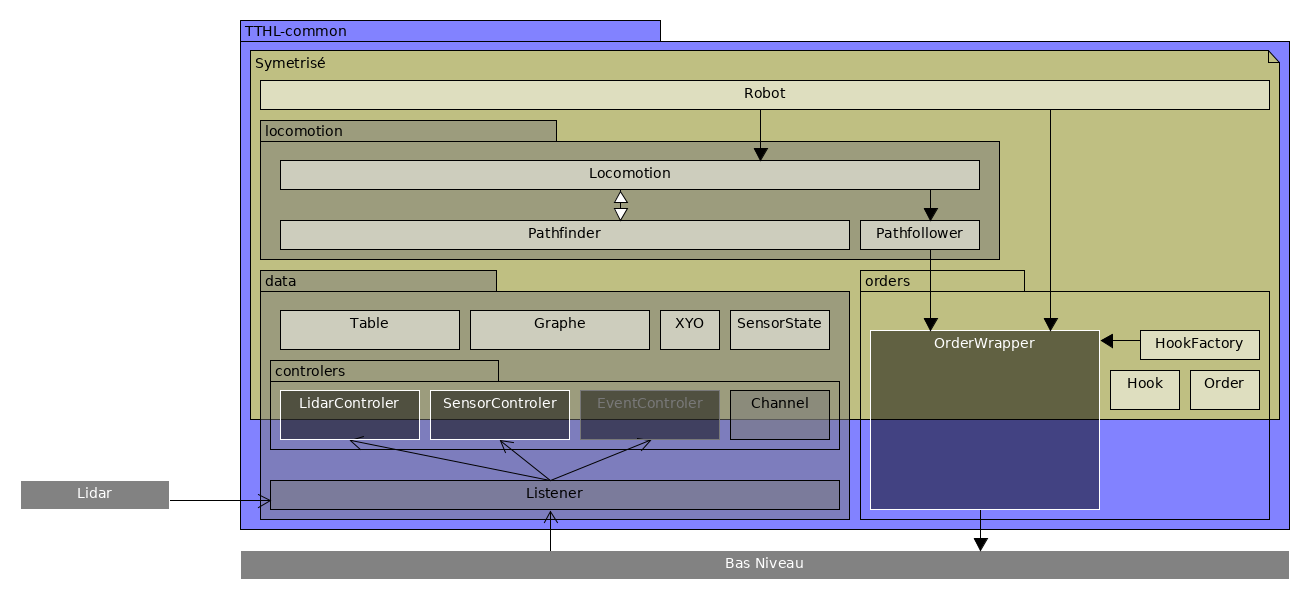 TTHL-common
Symetrisé
Robot
locomotion
Locomotion
Pathfinder
Pathfollower
data
orders
Table
Graphe
XYO
SensorState
OrderWrapper
HookFactory
controlers
Hook
Order
LidarControler
SensorControler
EventControler
Channel
Lidar
Listener
Bas Niveau